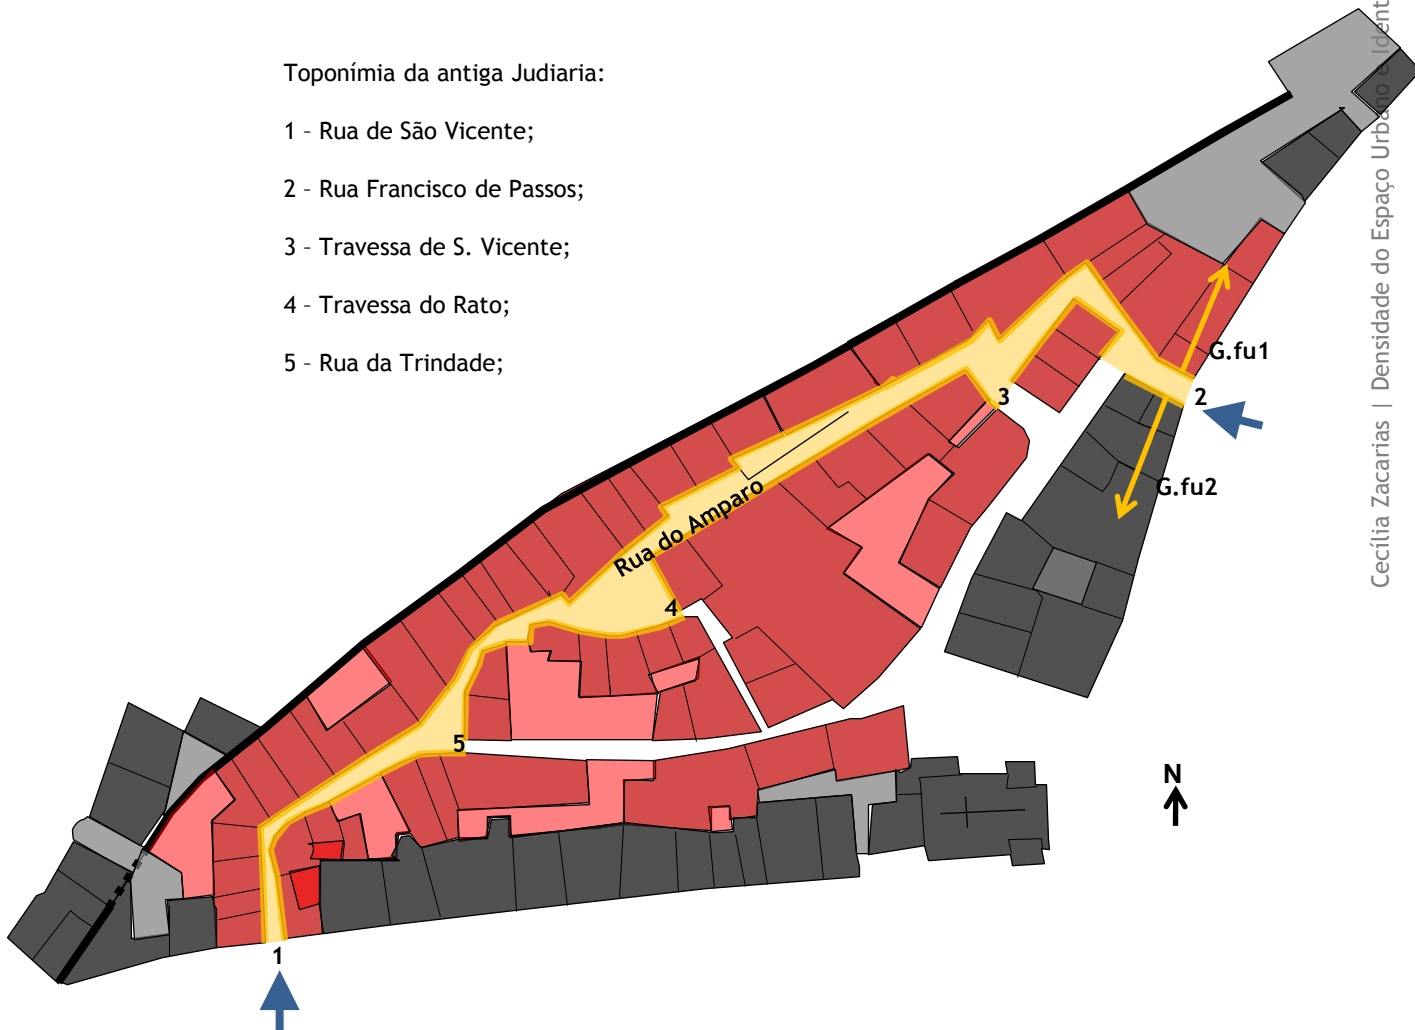 Toponímia da antiga Judiaria:
1 – Rua de São Vicente;
2 – Rua Francisco de Passos;
3 – Travessa de S. Vicente;
4 – Travessa do Rato;
5 – Rua da Trindade;
G.fu1
2
3
G.fu2
Rua do Amparo
4
5
N
1
Cecília Zacarias | Densidade do Espaço Urbano e Ident